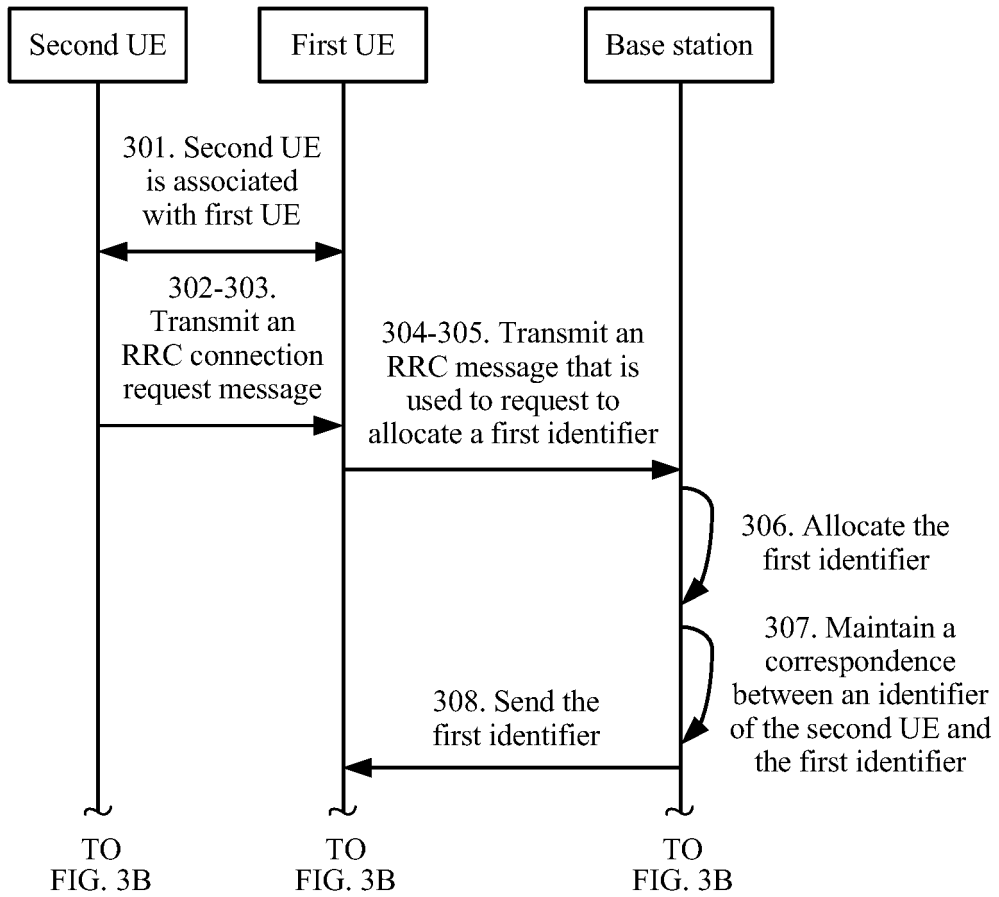 Second UE
First UE
Base station
301. Second UE
is associated
with first UE
302-303.
Transmit an
RRC connection
request message
304-305. Transmit an
RRC message that is
used to request to
allocate a first identifier
306. Allocate the
first identifier
307. Maintain a
correspondence
between an identifier
of the second UE and
the first identifier
308. Send the
first identifier
TO
FIG. 3B
TO
FIG. 3B
TO
FIG. 3B